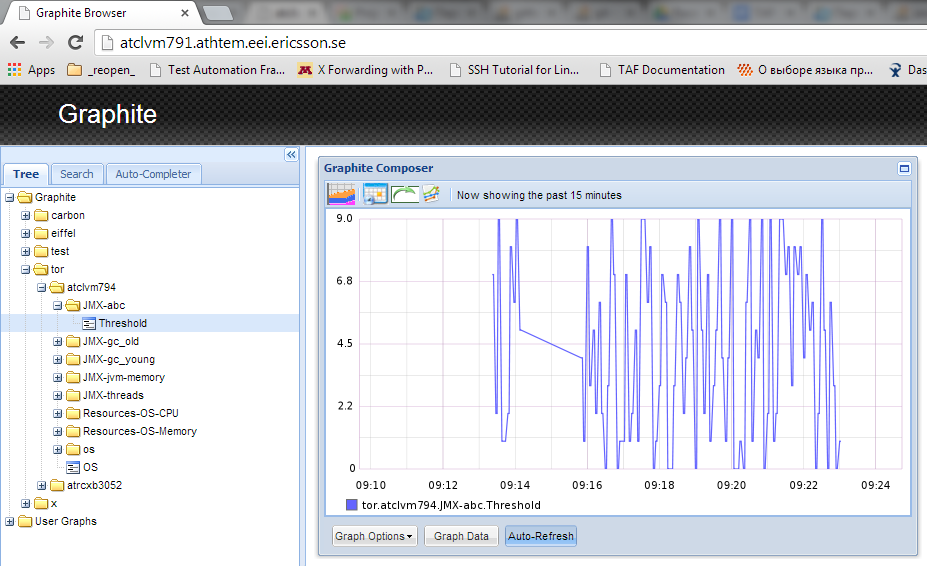 Graphite Browser
atclvm791.athtem.eei.ericsson.se
Apps _reopen_ Test Automation Fra... X Forwarding with P... SSH Tutorial for Lin... TAF Documentation О выборе языка пр... Das
Graphite
Tree Search Auto-Completer
Graphite
carbon
eiffel
test
tor
atclvm794
JMX-abc
Threshold
JMX-gc_old
JMX-gc_young
JMX-jvm-memory
JMX-threads
Resources-OS-CPU
Resources-OS-Memory
os
OS
atrcxb3052
x
User Graphs
Graphite Composer
Now showing the past 15 minutes
9.0
6.8
4.5
2.2
0
09:10 09:12 09:14 09:16 09:18 09:20 09:22 09:24
tor.atclvm794.JMX-abc.Threshold
Graph Options Graph Data Auto-Refresh